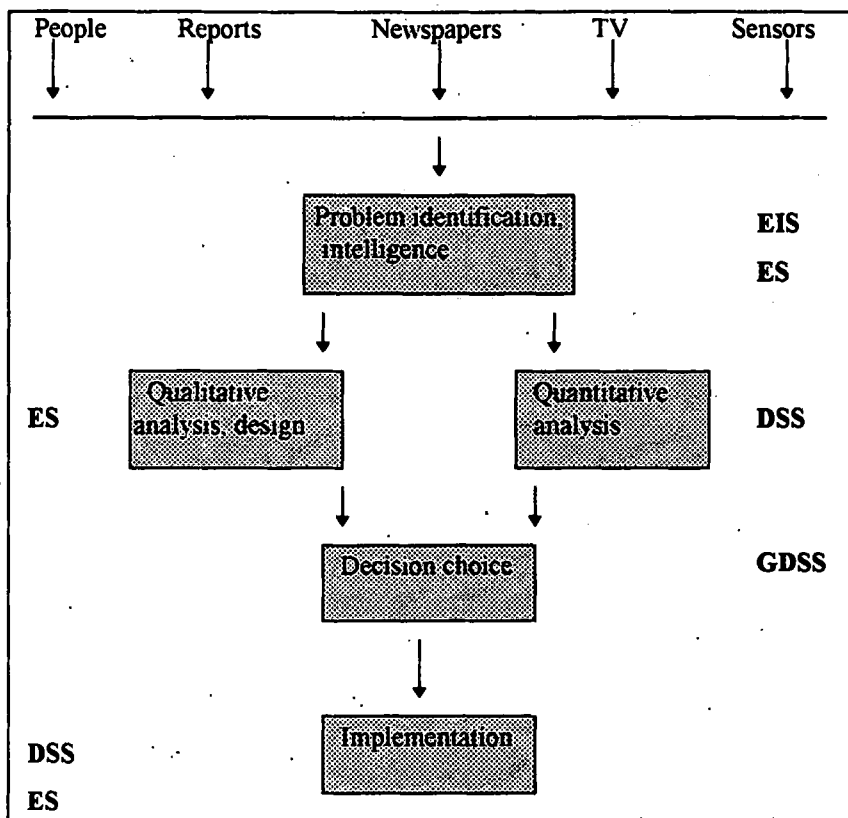 People Reports Newspapers TV Sensors
Problem identification,
intelligence
EIS
ES
Qualitative
analysis, design
Quantitative
analysis
ES
DSS
Decision choice
GDSS
Implementation
DSS
ES